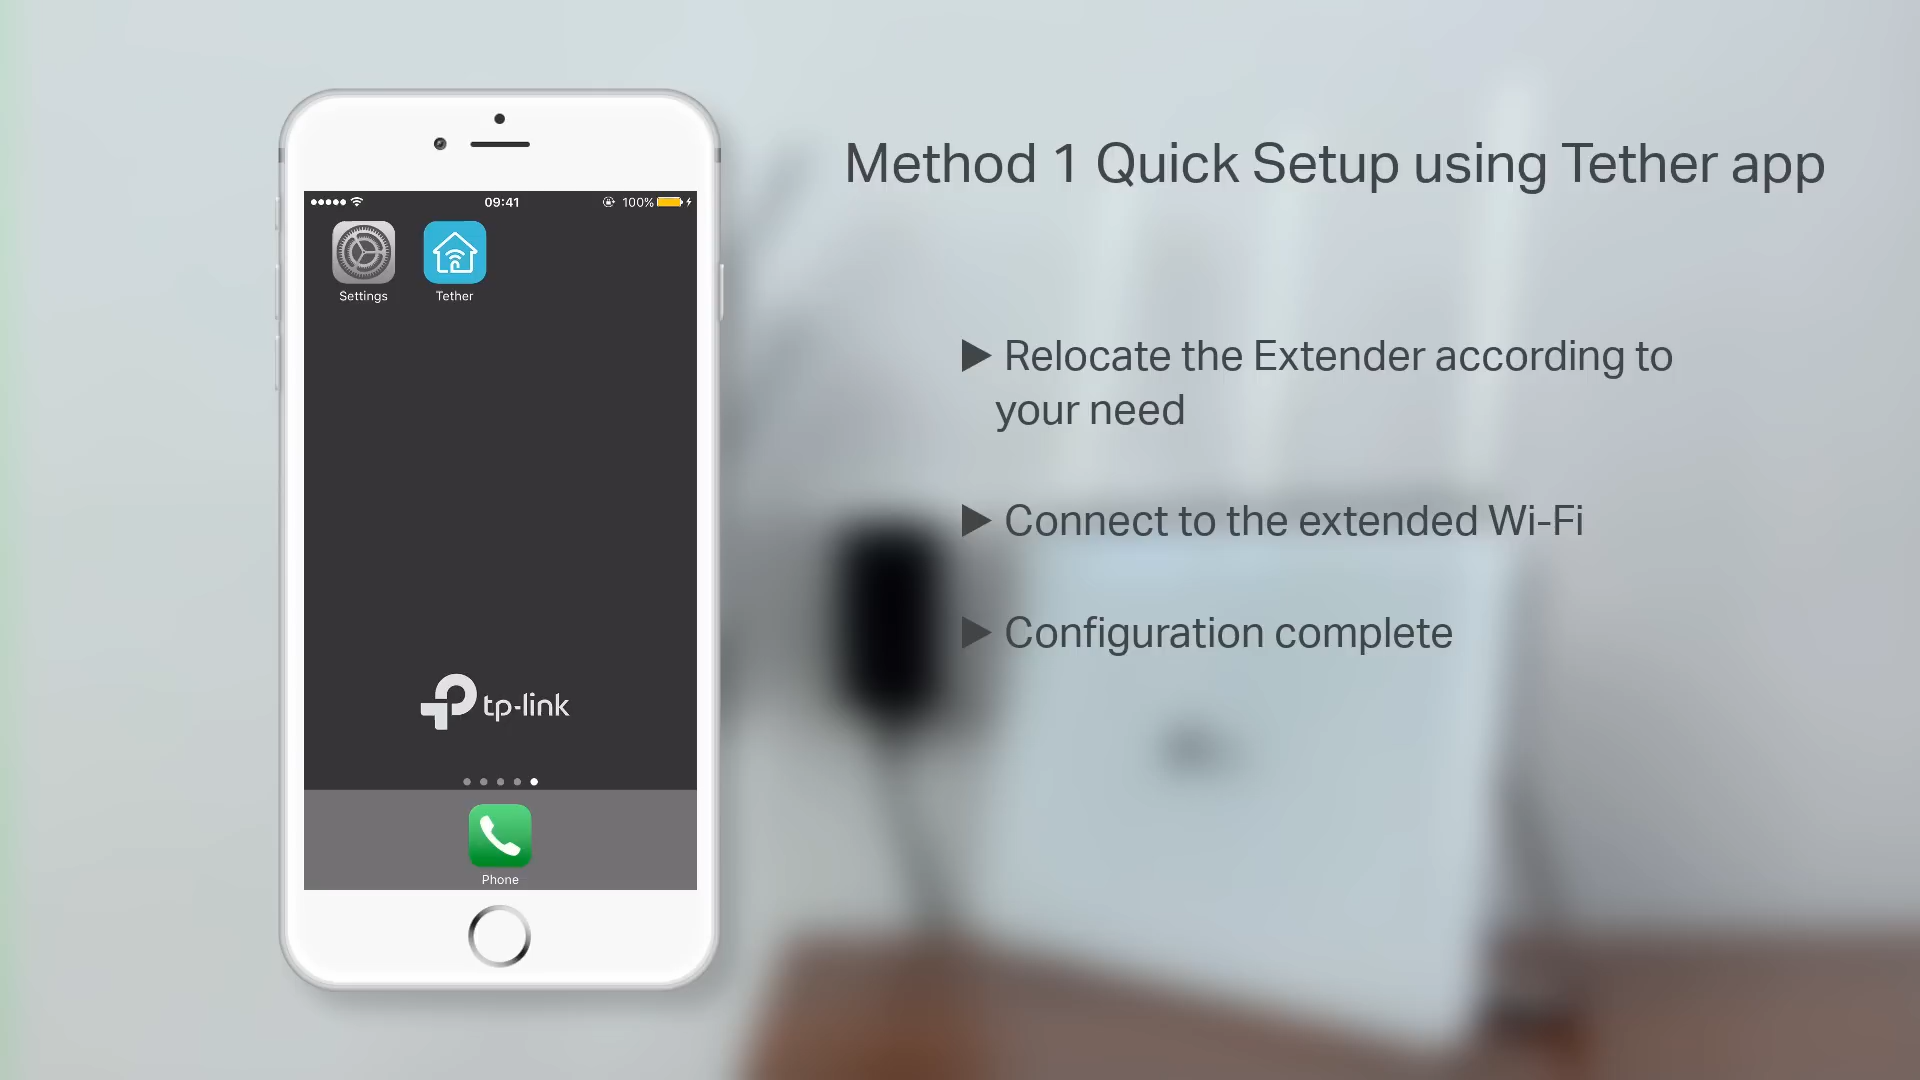 09:41
100%
Settings
Tether
tp-link
Phone
Method 1 Quick Setup using Tether app
▶ Relocate the Extender according to
your need
▶ Connect to the extended Wi-Fi
▶ Configuration complete